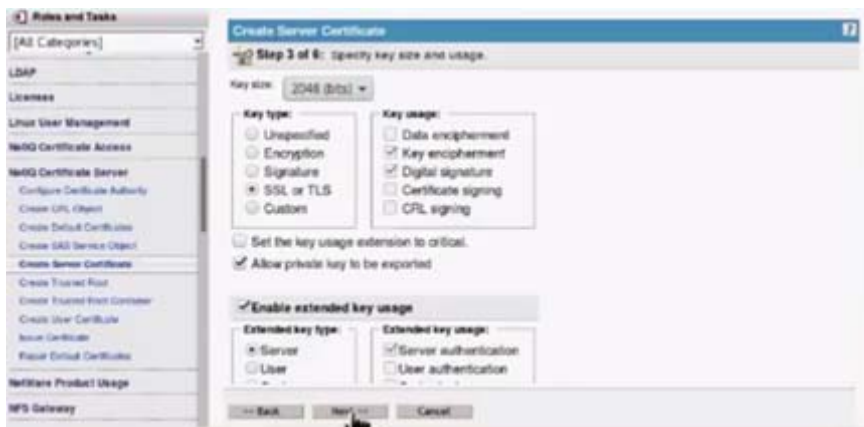 Roles and Tasks
[All Categories]
LDAP
Licenses
Linux User Management
NetIQ Certificate Access
NetIQ Certificate Server
Configure Certificate Authority
Create CRL Object
Create Default Certificates
Create SAS Service Object
Create Server Certificate
Create Trusted Root
Create Trusted Root Container
Create User Certificate
Issue Certificate
Repair Default Certificates
NetWare Product Usage
NFS Gateway
Create Server Certificate
?
Step 3 of 6: Specify key size and usage.
Key size: 2048 (bits)
Key type:
Unspecified
Encryption
Signature
SSL or TLS
Custom
Key usage:
Data encipherment
Key encipherment
Digital signature
Certificate signing
CRL signing
Set the key usage extension to critical.
Allow private key to be exported
Enable extended key usage
Extended key type:
Server
User
Extended key usage:
Server authentication
User authentication
<< Back
Next >>
Cancel